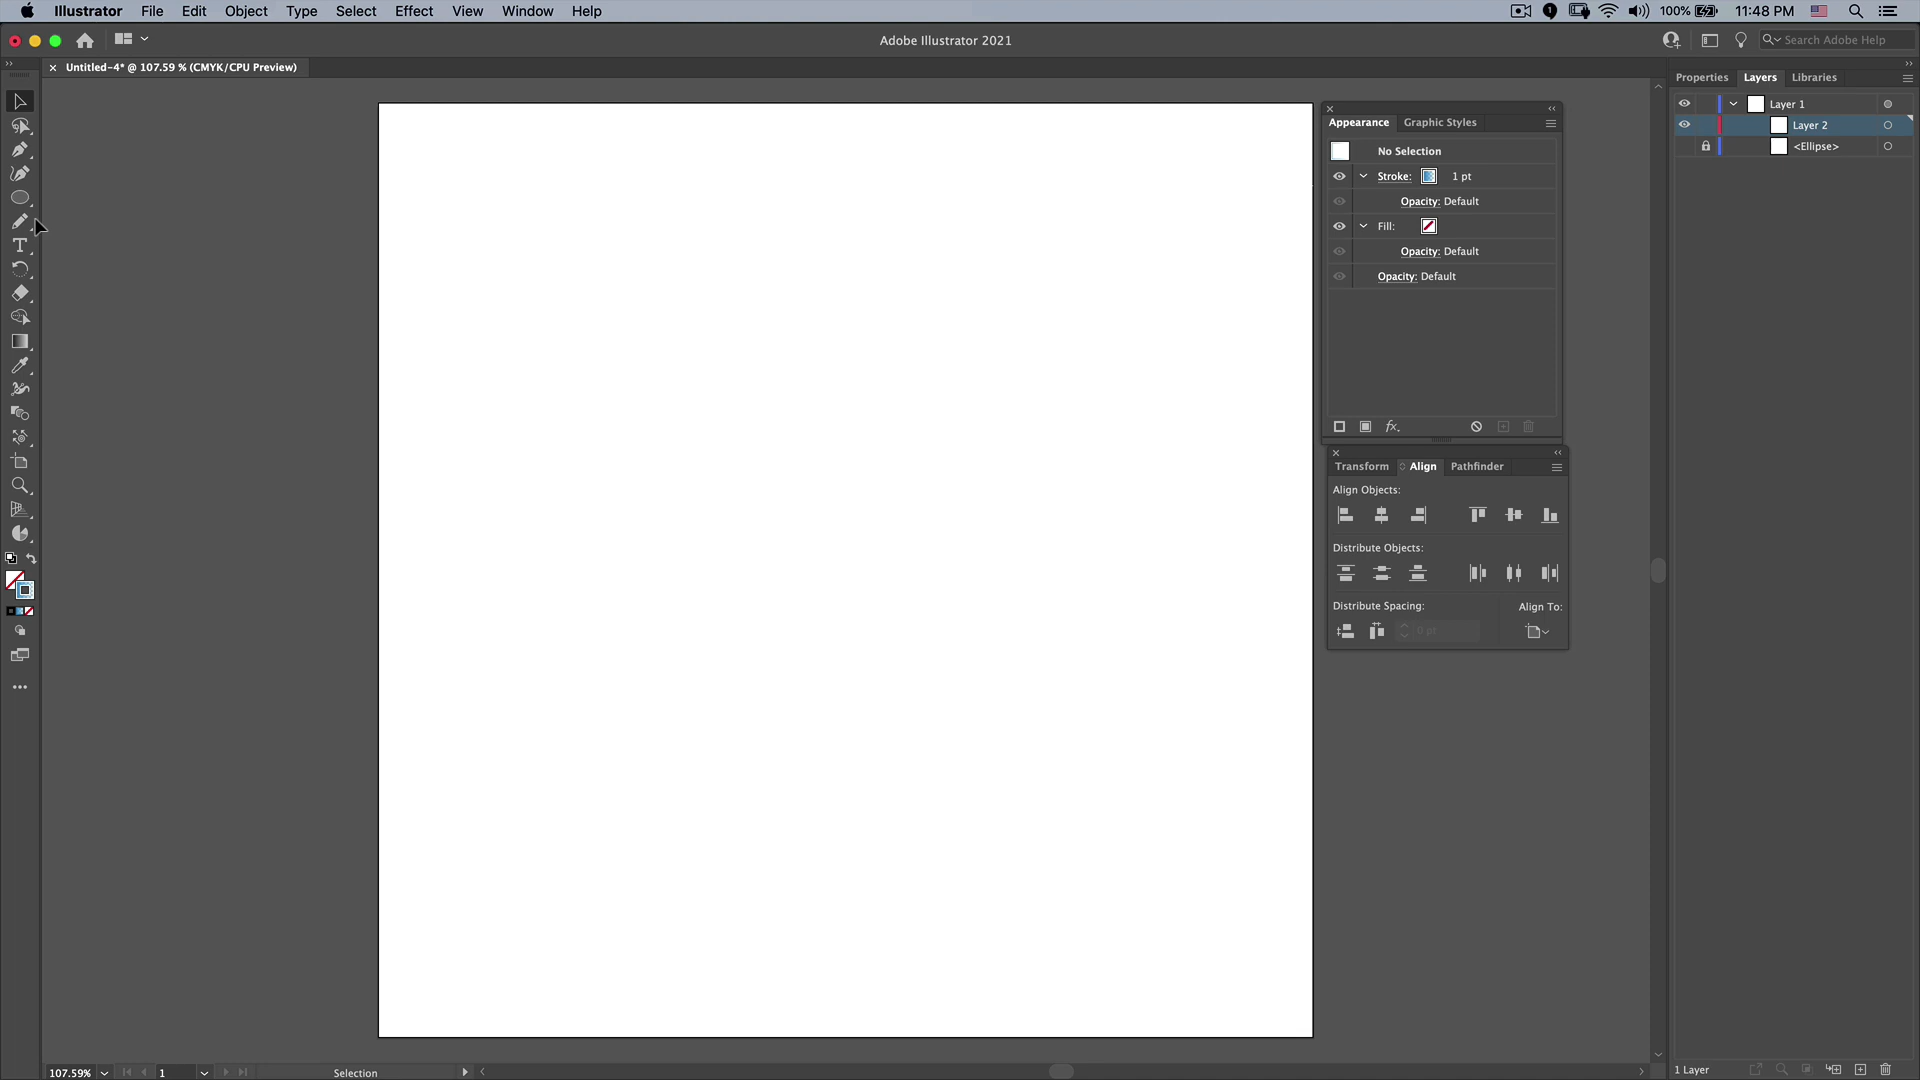 Illustrator File Edit Object Type Select Effect View Window Help
100% 11:48 PM
Adobe Illustrator 2021
Search Adobe Help
Untitled-4* @ 107.59 % (CMYK/CPU Preview)
Properties Layers Libraries
Layer 1
Layer 2
<Ellipse>
Appearance Graphic Styles
No Selection
Stroke: 1 pt
Opacity: Default
Fill:
Opacity: Default
Opacity: Default
fx
Transform Align Pathfinder
Align Objects:
Distribute Objects:
Distribute Spacing: Align To:
0 pt
107.59% 1 Selection
1 Layer